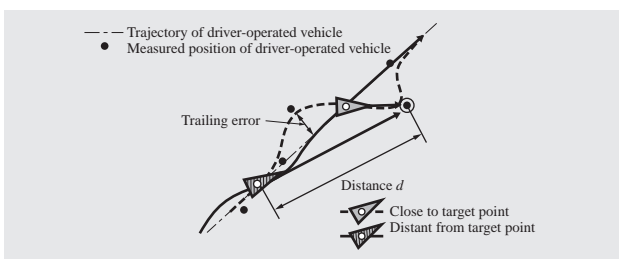 Trajectory of driver-operated vehicle
Measured position of driver-operated vehicle
Trailing error
Distance d
Close to target point
Distant from target point